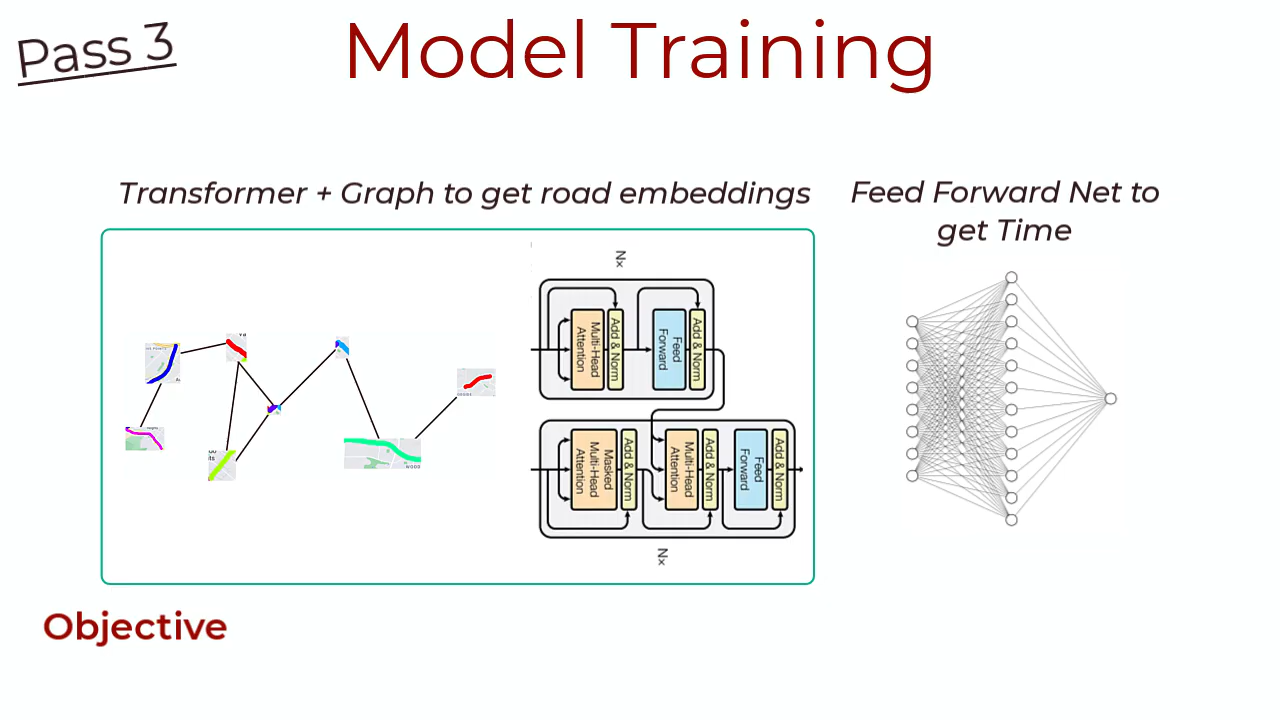 Pass 3
Model Training
Transformer + Graph to get road embeddings
Feed Forward Net to
get Time
Nx
Multi-Head
Attention
Add & Norm
Feed
Forward
Add & Norm
Masked
Multi-Head
Attention
Add & Norm
Multi-Head
Attention
Add & Norm
Feed
Forward
Add & Norm
Nx
Objective